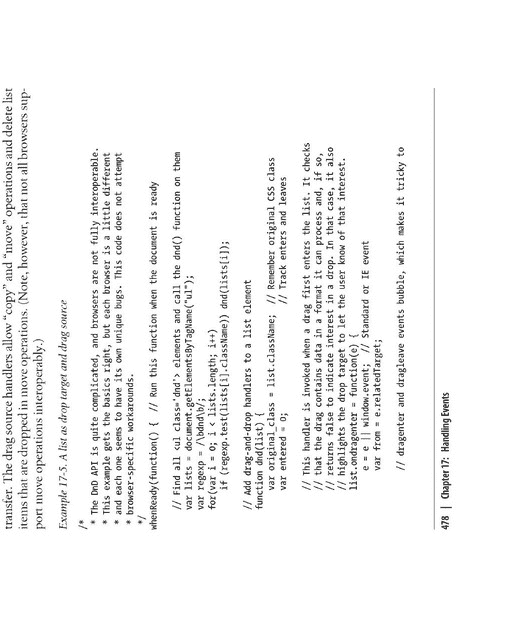 transfer. The drag source handlers allow “copy” and “move” operations and delete list
items that are dropped in move operations. (Note, however, that not all browsers sup-
port move operations interoperably.)
Example 17-5. A list as drop target and drag source
/*
 * The DnD API is quite complicated, and browsers are not fully interoperable.
 * This example gets the basics right, but each browser is a little different
 * and each one seems to have its own unique bugs. This code does not attempt
 * browser-specific workarounds.
 */
whenReady(function() {  // Run this function when the document is ready
    // Find all <ul class='dnd'> elements and call the dnd() function on them
    var lists = document.getElementsByTagName("ul");
    var regexp = /\bdnd\b/;
    for(var i = 0; i < lists.length; i++)
        if (regexp.test(lists[i].className)) dnd(lists[i]);
    // Add drag-and-drop handlers to a list element
    function dnd(list) {
        var original_class = list.className;  // Remember original CSS class
        var entered = 0;                      // Track enters and leaves
        // This handler is invoked when a drag first enters the list. It checks
        // that the drag contains data in a format it can process and, if so,
        // returns false to indicate interest in a drop. In that case, it also
        // highlights the drop target to let the user know of that interest.
        list.ondragenter = function(e) {
            e = e || window.event;  // Standard or IE event
            var from = e.relatedTarget;
            // dragenter and dragleave events bubble, which makes it tricky to
478 | Chapter 17: Handling Events